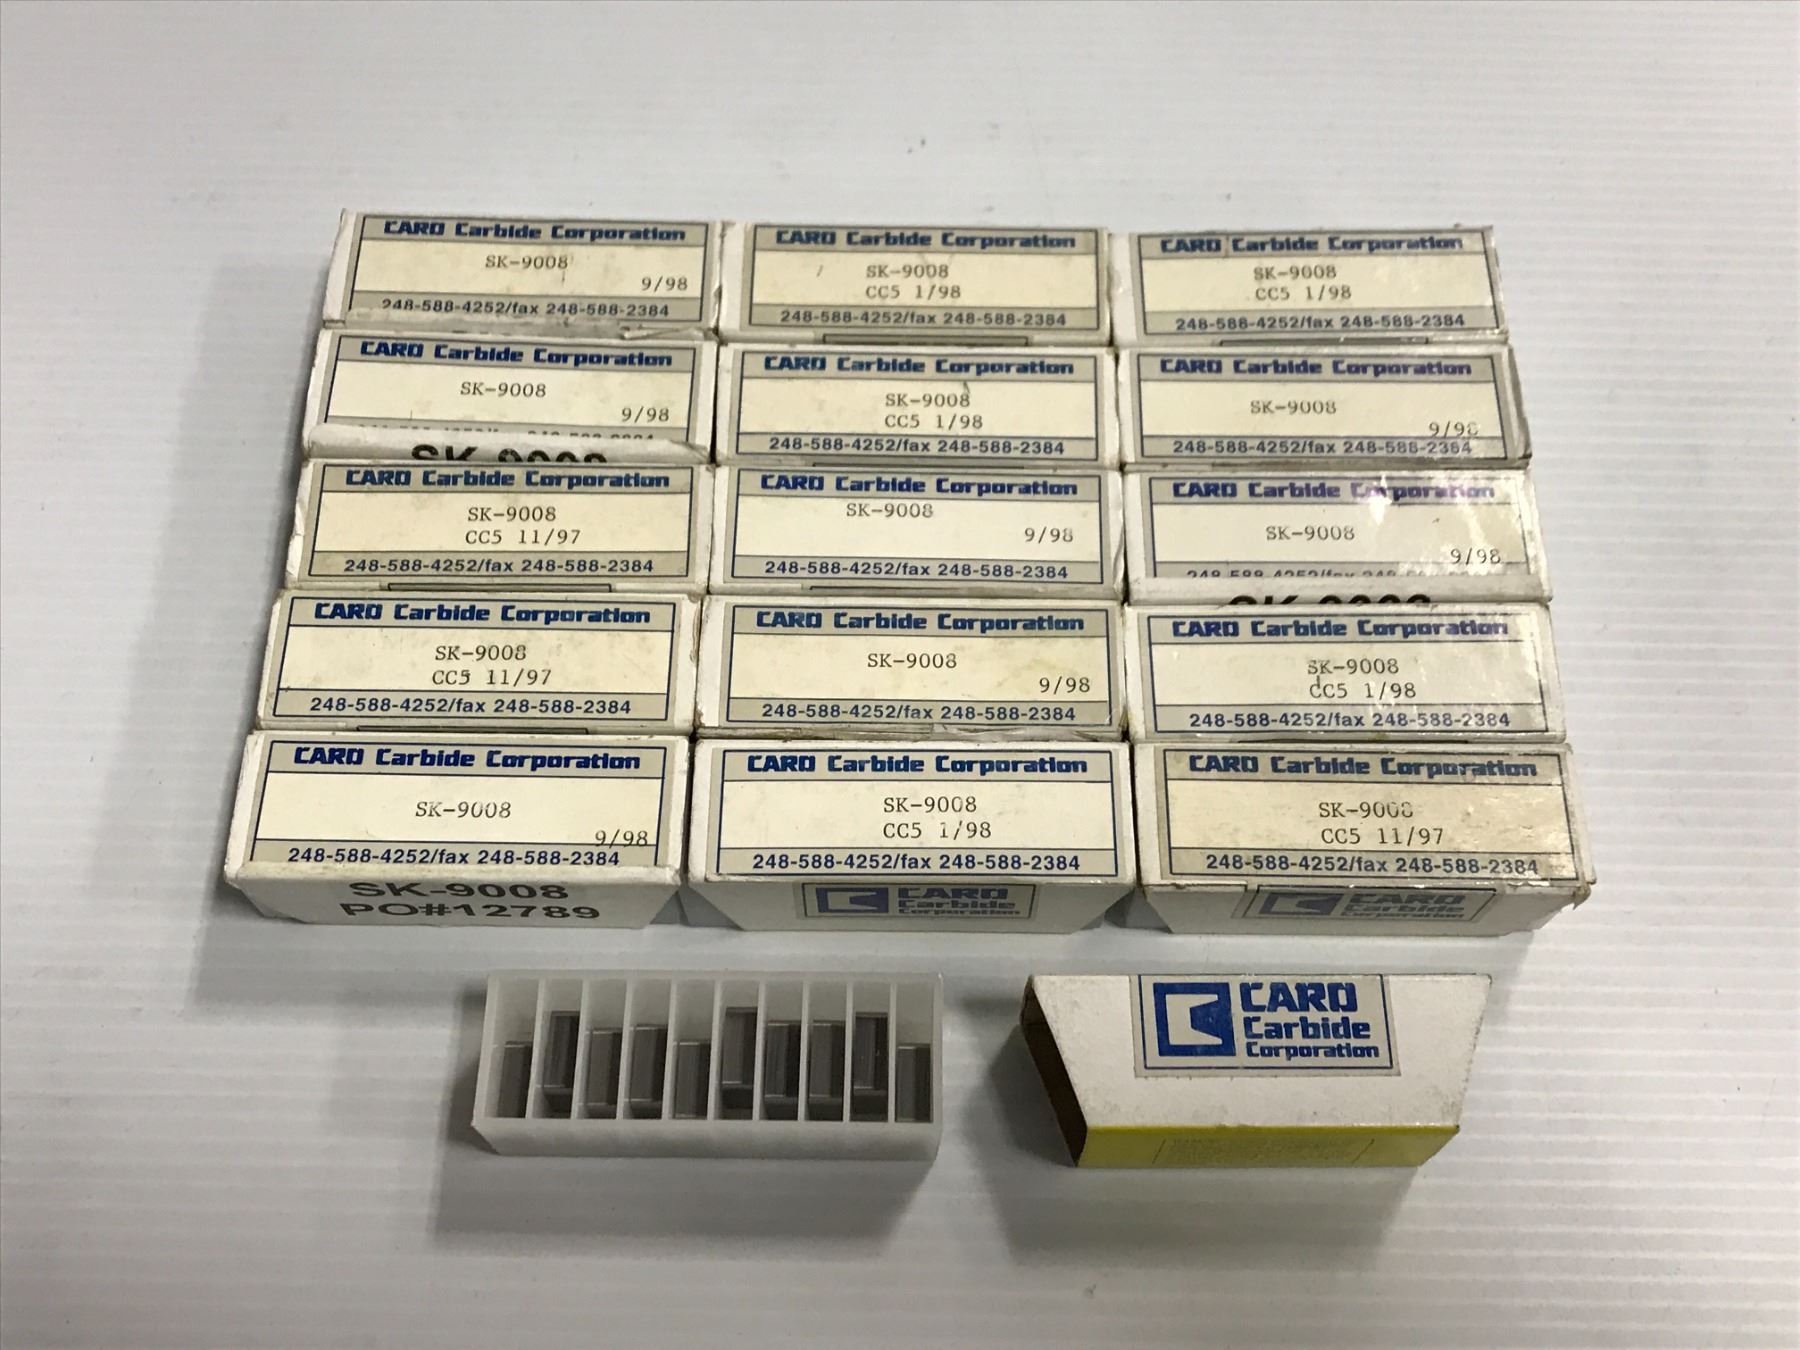 CARO Carbide Corporation
SK-9008
9/98
248-588-4252/fax 248-588-2384
CARO Carbide Corporation
SK-9008
CC5 1/98
248-588-4252/fax 248-588-2384
CARO Carbide Corporation
SK-9008
CC5 1/98
248-588-4252/fax 248-588-2384
CARO Carbide Corporation
SK-9008
9/98
SK-9008
CARO Carbide Corporation
SK-9008
CC5 1/98
248-588-4252/fax 248-588-2384
CARO Carbide Corporation
SK-9008
9/98
248-588-4252/fax 248-588-2384
CARO Carbide Corporation
SK-9008
CC5 11/97
248-588-4252/fax 248-588-2384
CARO Carbide Corporation
SK-9008
9/98
248-588-4252/fax 248-588-2384
CARO Carbide Corporation
SK-9008
9/98
CARO Carbide Corporation
SK-9008
CC5 11/97
248-588-4252/fax 248-588-2384
CARO Carbide Corporation
SK-9008
9/98
248-588-4252/fax 248-588-2384
CARO Carbide Corporation
SK-9008
CC5 1/98
248-588-4252/fax 248-588-2384
CARO Carbide Corporation
SK-9008
9/98
248-588-4252/fax 248-588-2384
SK-9008
PO#12789
CARO Carbide Corporation
SK-9008
CC5 1/98
248-588-4252/fax 248-588-2384
CARO
Carbide
Corporation
CARO Carbide Corporation
SK-9008
CC5 11/97
248-588-4252/fax 248-588-2384
CARO
Carbide
Corporation
CARO
Carbide
Corporation